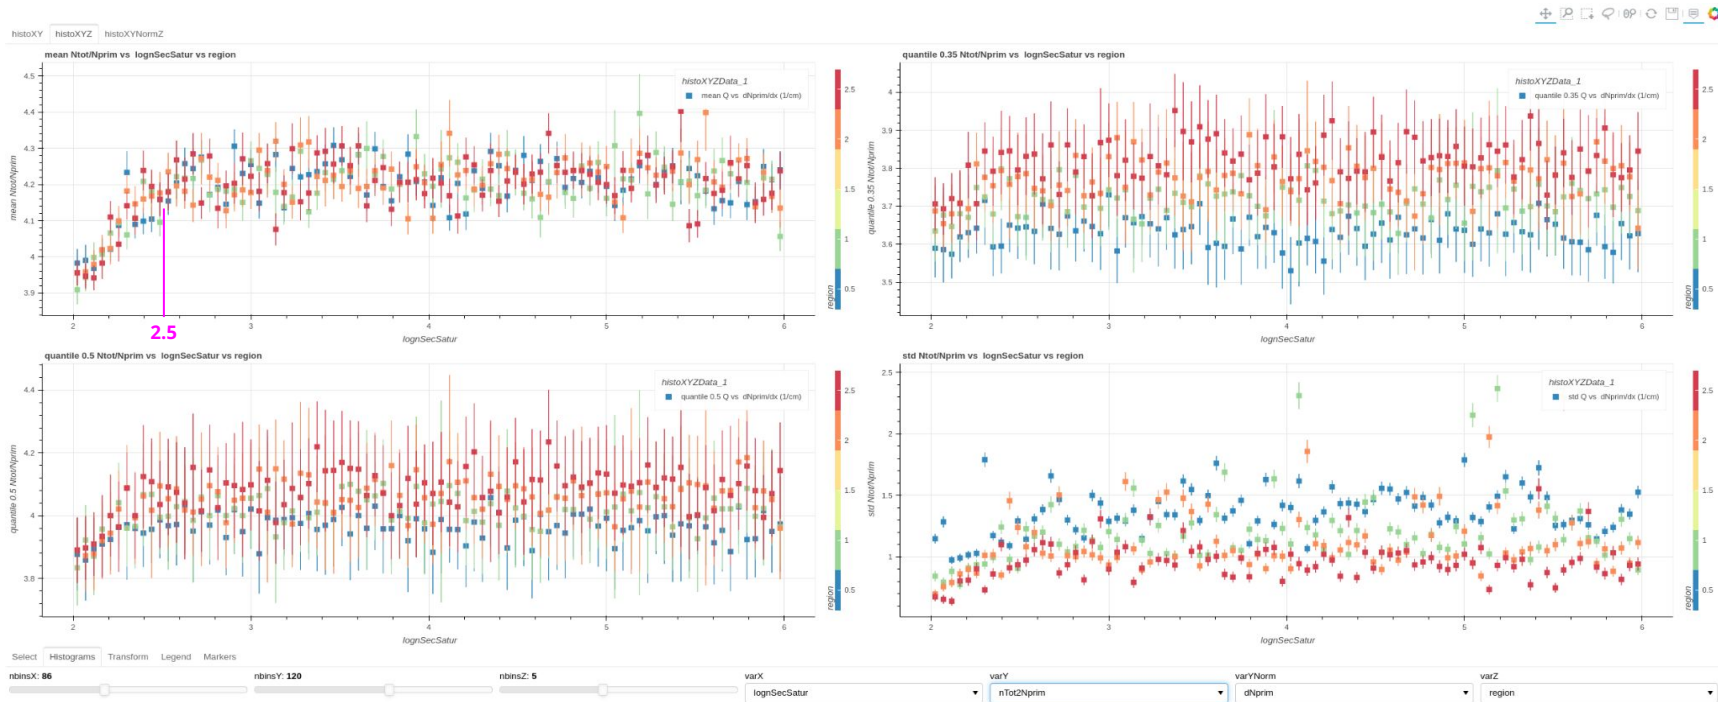 histoXY histoXYZ histoXYNormZ
mean Ntot/Nprim vs lognSecSatur vs region
histoXYZData_1
mean Q vs dNprim/dx (1/cm)
mean Ntot/Nprim
4.5
4.4
4.3
4.2
4.1
4
3.9
2 3 4 5 6
2.5
lognSecSatur
region
2.5
2
1.5
1
0.5
quantile 0.35 Ntot/Nprim vs lognSecSatur vs region
histoXYZData_1
quantile 0.35 Q vs dNprim/dx (1/cm)
quantile 0.35 Ntot/Nprim
4
3.9
3.8
3.7
3.6
3.5
2 3 4 5 6
lognSecSatur
region
2.5
2
1.5
1
0.5
quantile 0.5 Ntot/Nprim vs lognSecSatur vs region
histoXYZData_1
quantile 0.5 Q vs dNprim/dx (1/cm)
quantile 0.5 Ntot/Nprim
4.4
4.2
4
3.8
2 3 4 5 6
lognSecSatur
region
2.5
2
1.5
1
0.5
std Ntot/Nprim vs lognSecSatur vs region
histoXYZData_1
std Q vs dNprim/dx (1/cm)
std Ntot/Nprim
2.5
2
1.5
1
2 3 4 5 6
lognSecSatur
region
2.5
2
1.5
1
0.5
Select Histograms Transform Legend Markers
nbinsX: 86 nbinsY: 120 nbinsZ: 5 varX varY varYNorm varZ
lognSecSatur nTot2Nprim dNprim region